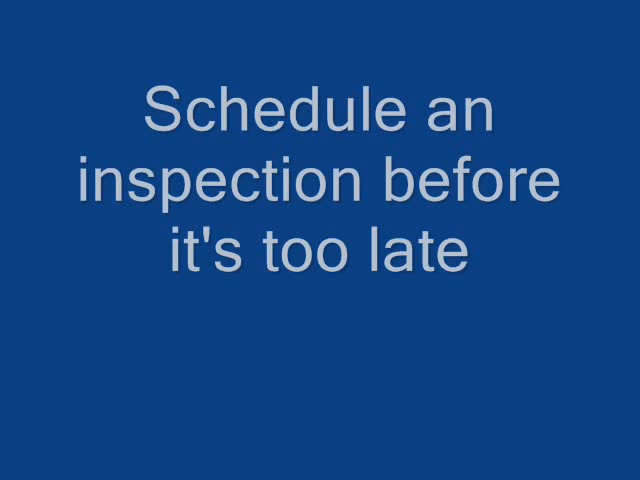 Schedule an
inspection before
it's too late